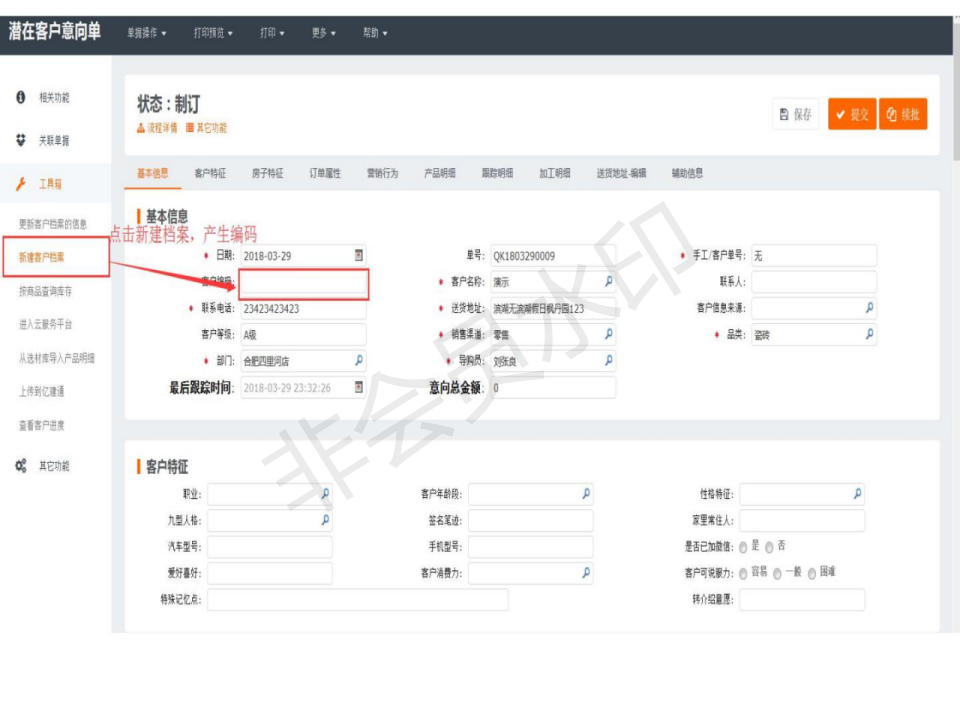 潜在客户意向单 单据操作 打印预览 打印 更多 帮助
相关功能
关联单据
工具箱
更新客户档案的信息
新建客户档案
按商品查询库存
进入云服务平台
从选材库导入产品明细
上传到亿建通
查看客户进度
其它功能
状态：制订
流程详情 其它功能
保存 提交 续批
基本信息 客户特征 房子特征 订单属性 营销行为 产品明细 跟踪明细 加工明细 送货地址-编辑 辅助信息
基本信息
点击新建档案，产生编码
日期: 2018-03-29 单号: QK1803290009 手工/客户单号: 无
客户编码: 客户名称: 演示 联系人:
联系电话: 23423423423 送货地址: 滨湖无滨湖假日枫丹园123 客户信息来源:
客户等级: A级 销售渠道: 零售 品类: 瓷砖
部门: 合肥四里河店 导购员: 刘张良
最后跟踪时间: 2018-03-29 23:32:26 意向总金额: 0
客户特征
职业: 客户年龄段: 性格特征:
九型人格: 签名笔迹: 家里常住人:
汽车型号: 手机型号: 是否已加微信: 是 否
爱好喜好: 客户消费力: 客户可说服力: 容易 一般 困难
特殊记忆点: 转介绍意愿:
非会员水印